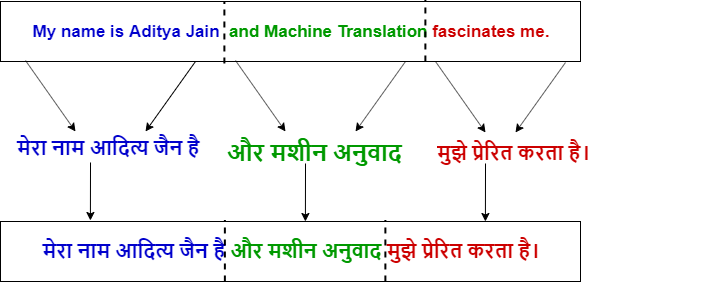 My name is Aditya Jain and Machine Translation fascinates me.
मेरा नाम आदित्य जैन है और मशीन अनुवाद मुझे प्रेरित करता है।
मेरा नाम आदित्य जैन है और मशीन अनुवाद मुझे प्रेरित करता है।